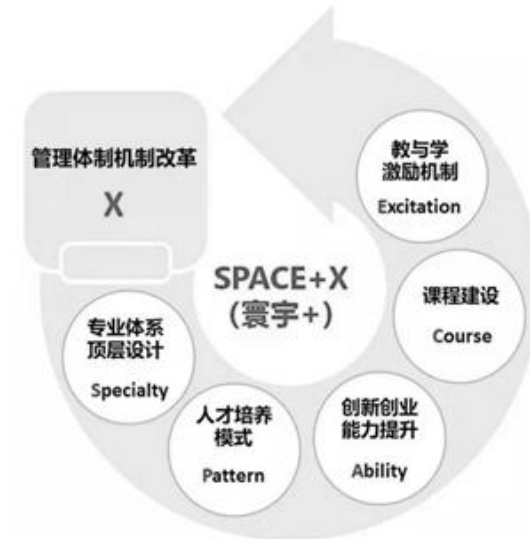 管理体制机制改革
X
SPACE+X
(寰宇+)
专业体系
顶层设计
Specialty
人才培养
模式
Pattern
创新创业
能力提升
Ability
课程建设
Course
教与学
激励机制
Excitation